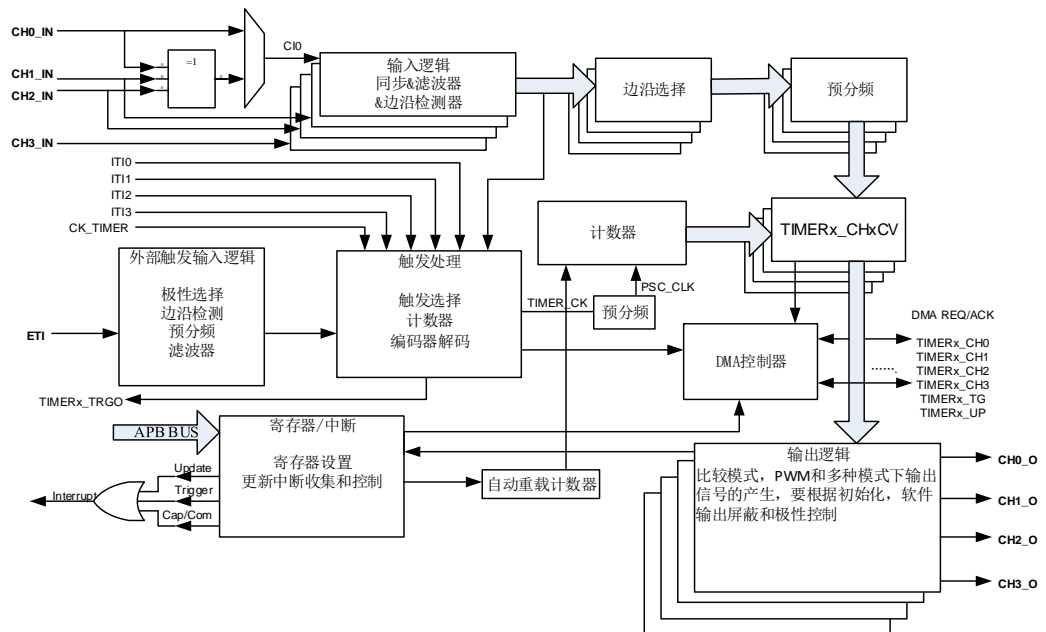 CH0_IN
CH1_IN
CH2_IN
CH3_IN
=1
CI0
输入逻辑
同步&滤波器
&边沿检测器
边沿选择
预分频
ITI0
ITI1
ITI2
ITI3
CK_TIMER
外部触发输入逻辑
极性选择
边沿检测
预分频
滤波器
ETI
触发处理
触发选择
计数器
编码器解码
TIMER_CK
PSC_CLK
预分频
计数器
TIMERx_CHxCV
DMA控制器
DMA REQ/ACK
TIMERx_CH0
TIMERx_CH1
TIMERx_CH2
…….
TIMERx_CH3
TIMERx_TG
TIMERx_UP
TIMERx_TRGO
APB BUS
寄存器/中断
寄存器设置
更新中断收集和控制
Update
Trigger
Cap/Com
Interrupt
自动重载计数器
输出逻辑
比较模式，PWM和多种模式下输出
信号的产生，要根据初始化，软件
输出屏蔽和极性控制
CH0_O
CH1_O
CH2_O
CH3_O